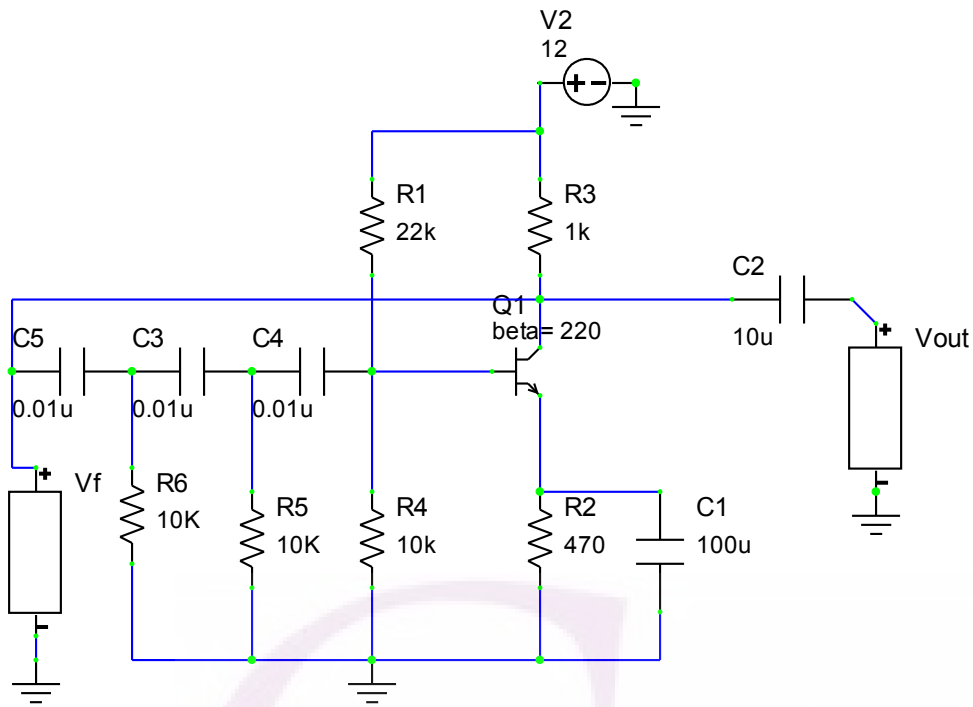 V2
12
R1
22k
R3
1k
C2
10u
Q1
beta= 220
Vout
C5
0.01u
C3
0.01u
C4
0.01u
Vf
R6
10K
R5
10K
R4
10k
R2
470
C1
100u